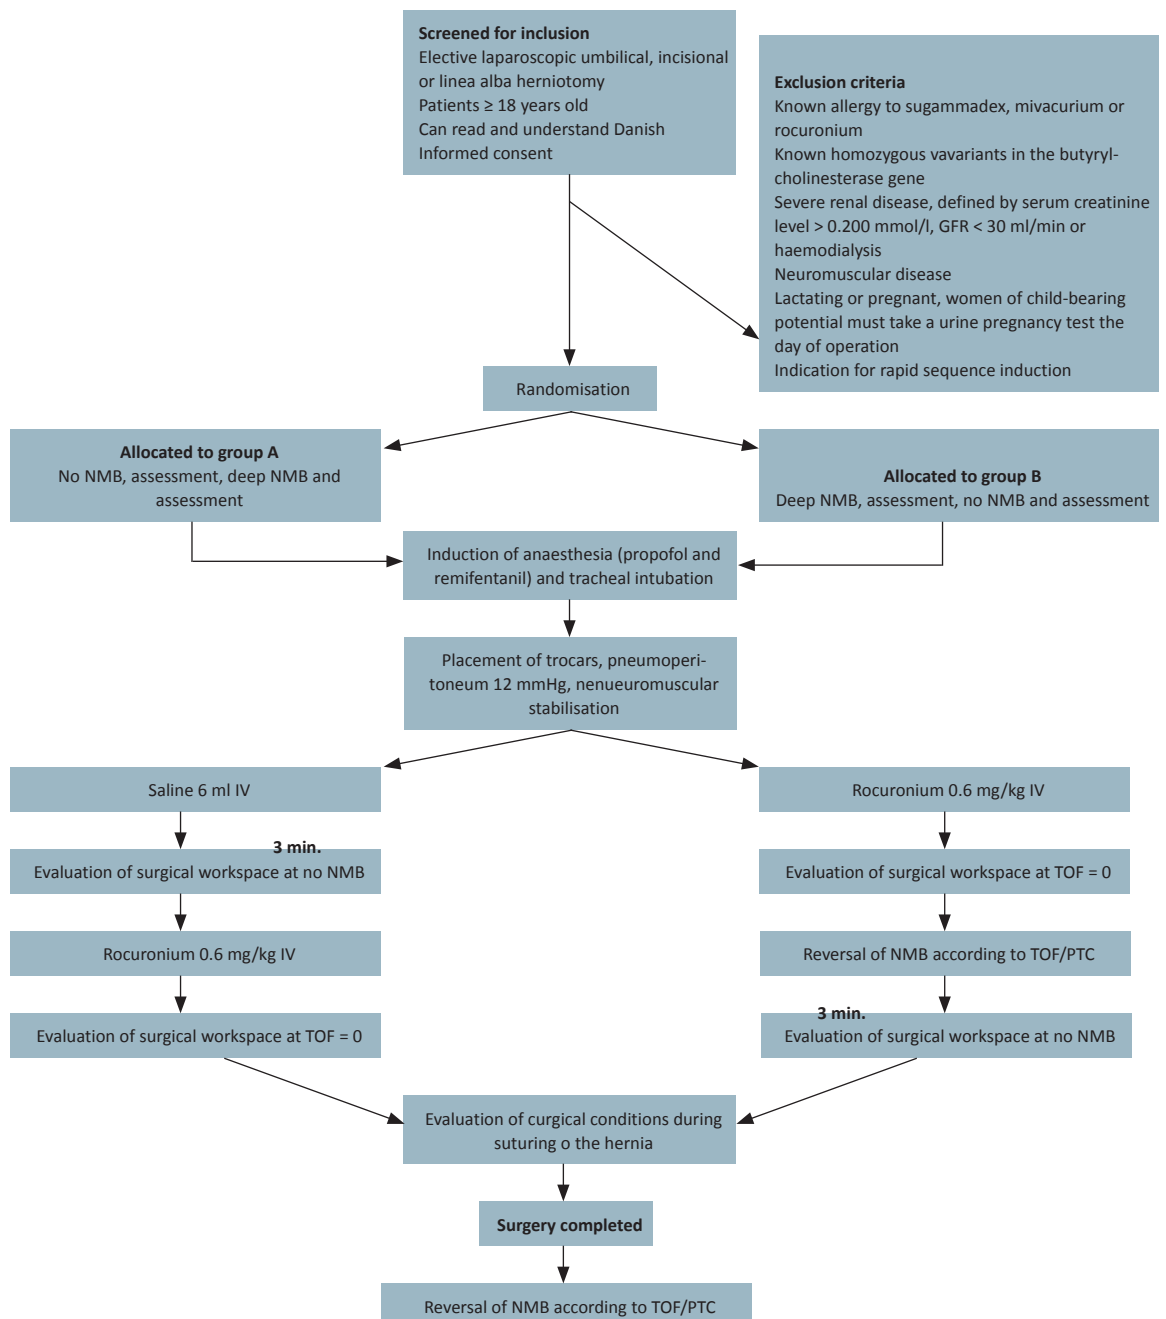 Screened for inclusion
Elective laparoscopic umbilical, incisional
or linea alba herniotomy
Patients ≥ 18 years old
Can read and understand Danish
Informed consent
Exclusion criteria
Known allergy to sugammadex, mivacurium or
rocuronium
Known homozygous vavariants in the butyryl-
cholinesterase gene
Severe renal disease, defined by serum creatinine
level > 0.200 mmol/l, GFR < 30 ml/min or
haemodialysis
Neuromuscular disease
Lactating or pregnant, women of child-bearing
potential must take a urine pregnancy test the
day of operation
Indication for rapid sequence induction
Randomisation
Allocated to group A
No NMB, assessment, deep NMB and
assessment
Allocated to group B
Deep NMB, assessment, no NMB and assessment
Induction of anaesthesia (propofol and
remifentanil) and tracheal intubation
Placement of trocars, pneumoperi-
toneum 12 mmHg, nenueuromuscular
stabilisation
Saline 6 ml IV
3 min.
Evaluation of surgical workspace at no NMB
Rocuronium 0.6 mg/kg IV
Evaluation of surgical workspace at TOF = 0
Rocuronium 0.6 mg/kg IV
Evaluation of surgical workspace at TOF = 0
Reversal of NMB according to TOF/PTC
3 min.
Evaluation of surgical workspace at no NMB
Evaluation of curgical conditions during
suturing o the hernia
Surgery completed
Reversal of NMB according to TOF/PTC